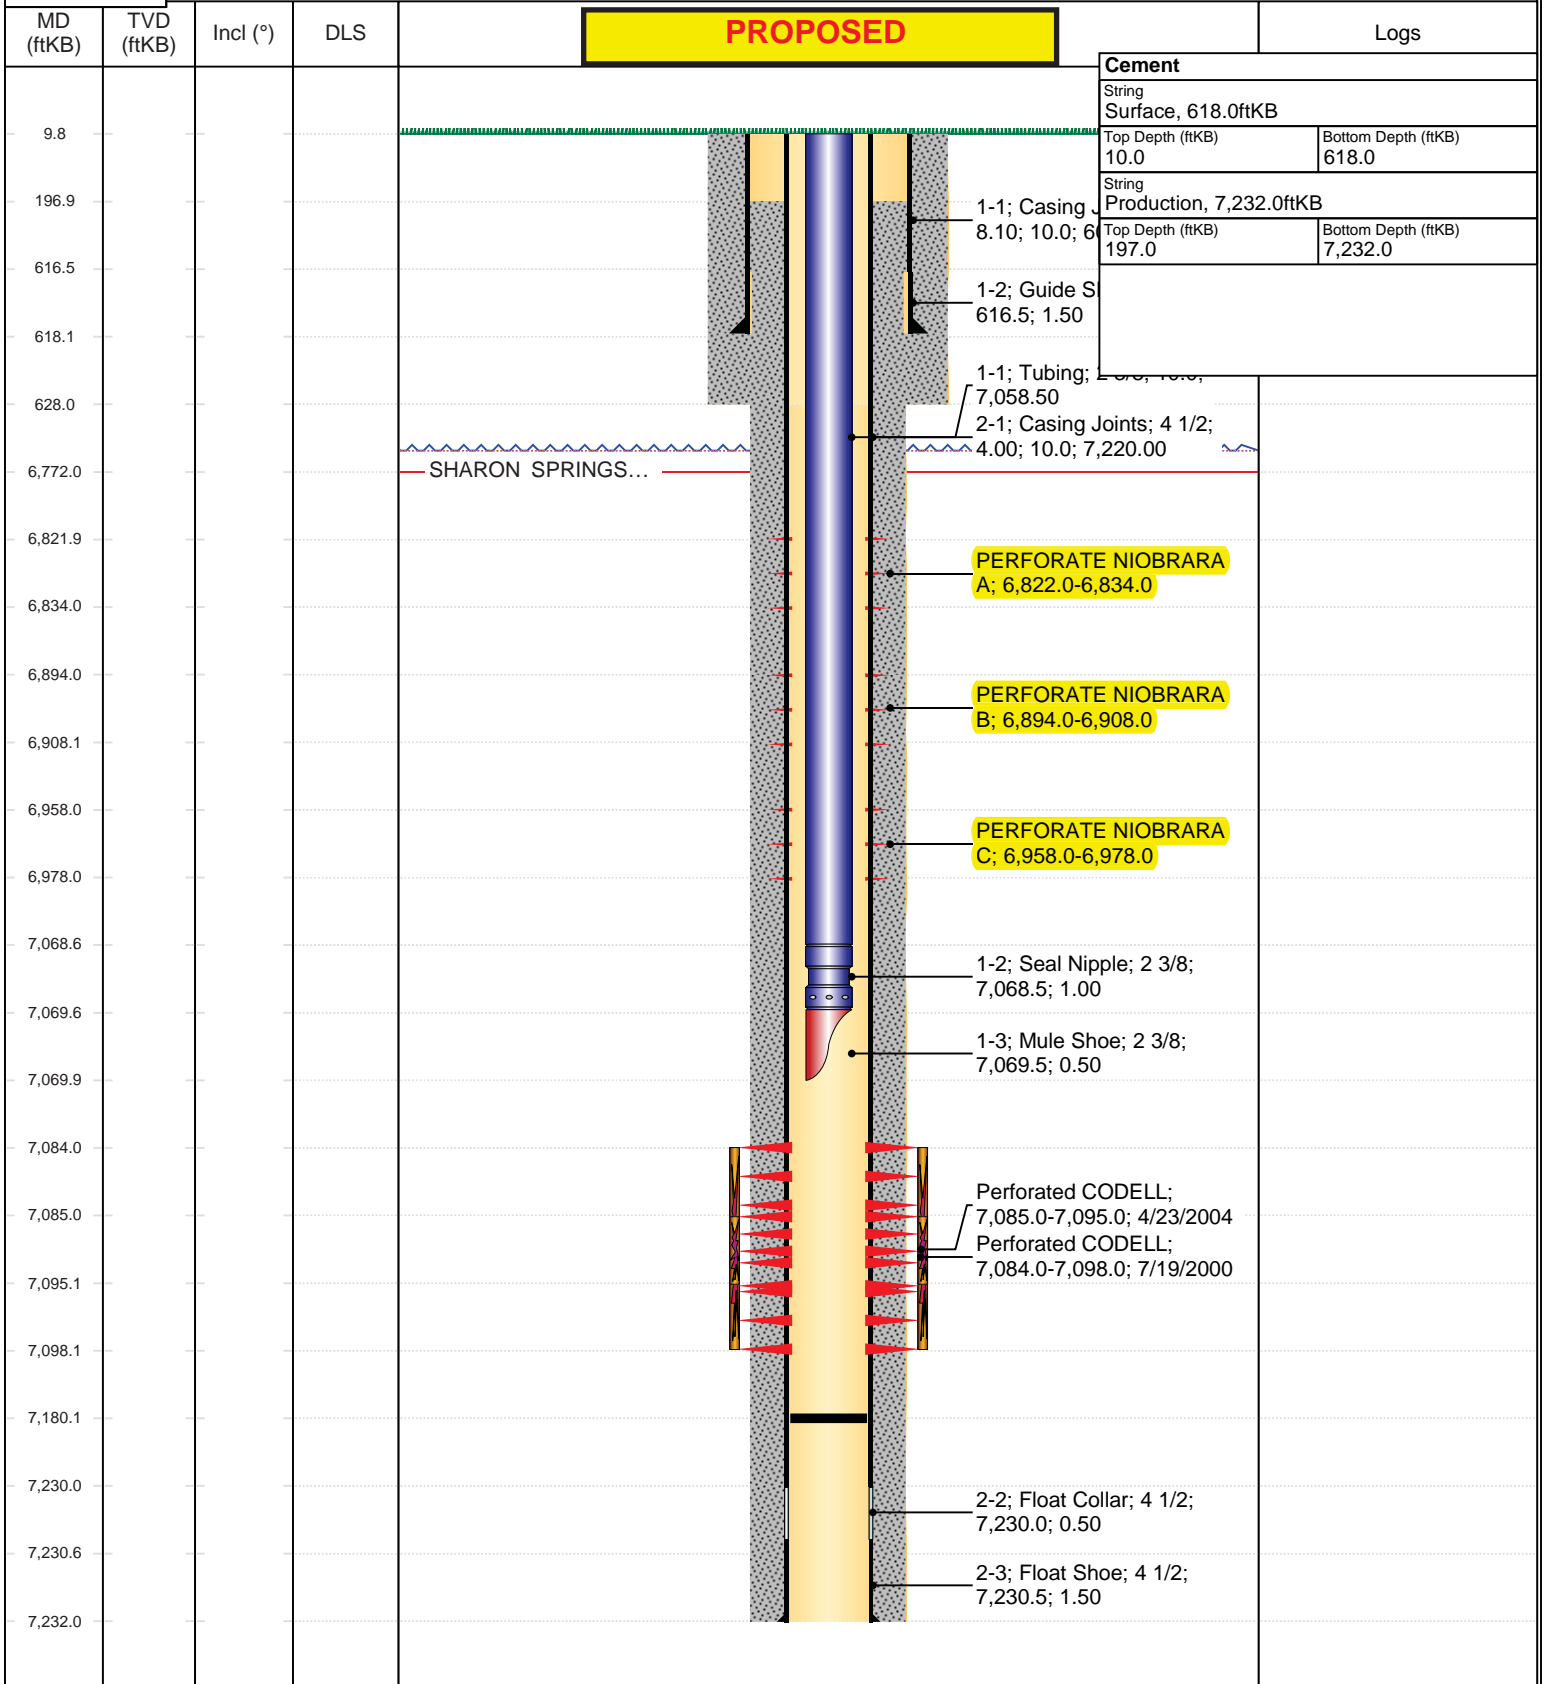 MD
(ftKB)
TVD
(ftKB)
Incl (°)
DLS
PROPOSED
Logs
Cement
String
Surface, 618.0ftKB
Top Depth (ftKB)
10.0
Bottom Depth (ftKB)
618.0
String
Production, 7,232.0ftKB
Top Depth (ftKB)
197.0
Bottom Depth (ftKB)
7,232.0
9.8
196.9
616.5
618.1
628.0
6,772.0
6,821.9
6,834.0
6,894.0
6,908.1
6,958.0
6,978.0
7,068.6
7,069.6
7,069.9
7,084.0
7,085.0
7,095.1
7,098.1
7,180.1
7,230.0
7,230.6
7,232.0
SHARON SPRINGS...
1-1; Casing
8.10; 10.0;
1-2; Guide
616.5; 1.50
1-1; Tubing;
7,058.50
2-1; Casing Joints; 4 1/2;
4.00; 10.0; 7,220.00
PERFORATE NIOBRARA
A; 6,822.0-6,834.0
PERFORATE NIOBRARA
B; 6,894.0-6,908.0
PERFORATE NIOBRARA
C; 6,958.0-6,978.0
1-2; Seal Nipple; 2 3/8;
7,068.5; 1.00
1-3; Mule Shoe; 2 3/8;
7,069.5; 0.50
Perforated CODELL;
7,085.0-7,095.0; 4/23/2004
Perforated CODELL;
7,084.0-7,098.0; 7/19/2000
2-2; Float Collar; 4 1/2;
7,230.0; 0.50
2-3; Float Shoe; 4 1/2;
7,230.5; 1.50